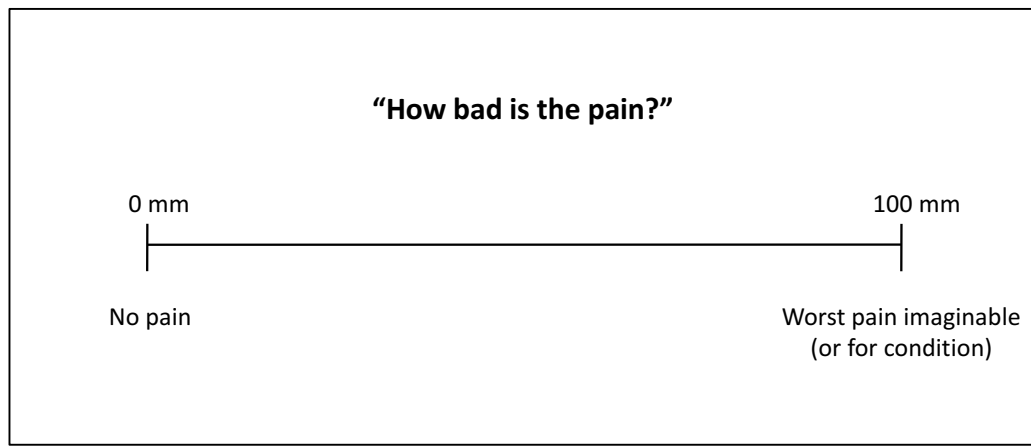 “How bad is the pain?”
0 mm
100 mm
No pain
Worst pain imaginable
(or for condition)